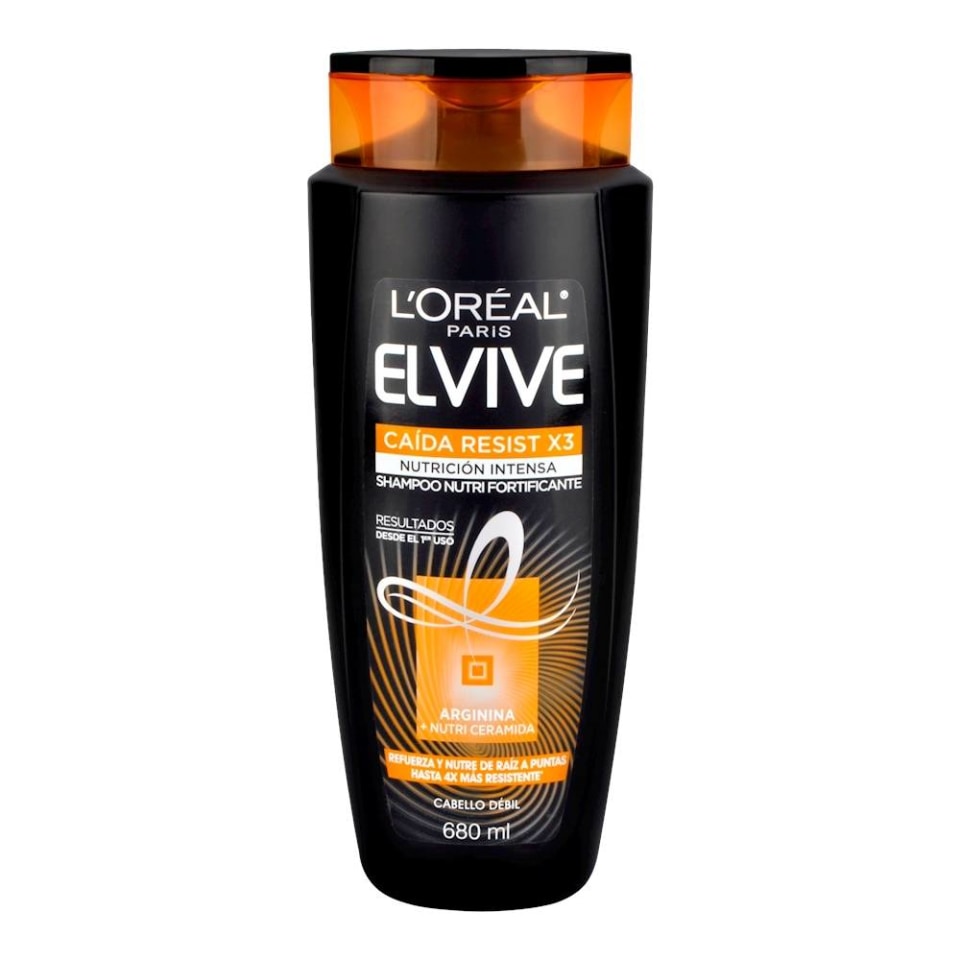 L'ORÉAL®
PARIS
ELVIVE
CAÍDA RESIST X3
NUTRICIÓN INTENSA
SHAMPOO NUTRI FORTIFICANTE
RESULTADOS
DESDE EL 1ER USO
ARGININA
+ NUTRI CERAMIDA
REFUERZA Y NUTRE DE RAÍZ A PUNTAS
HASTA 4X MÁS RESISTENTE*
CABELLO DÉBIL
680 ml